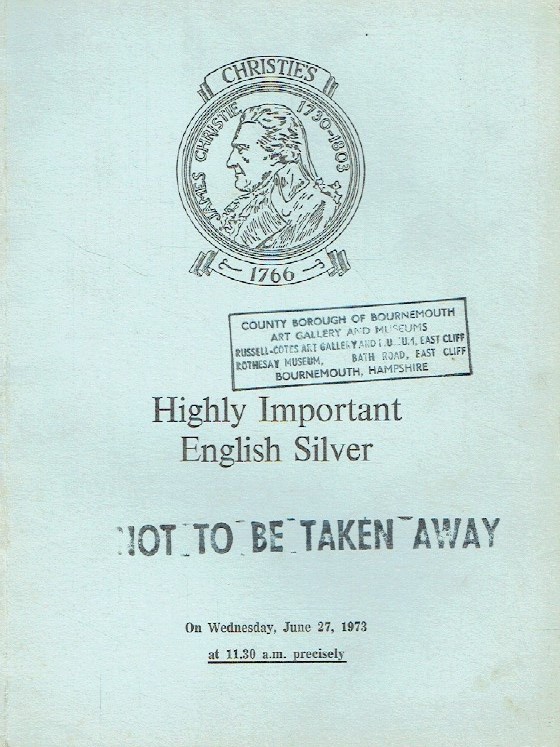 CHRISTIE'S
JAMES CHRISTIE 1730-1803
1766
COUNTY BOROUGH OF BOURNEMOUTH
ART GALLERY AND MUSEUMS
RUSSELL-COTES ART GALLERY AND EAST CLIFF
ROTHESAY MUSEUM, BATH ROAD, EAST CLIFF
BOURNEMOUTH, HAMPSHIRE
Highly Important
English Silver
NOT TO BE TAKEN AWAY
On Wednesday, June 27, 1973
at 11.30 a.m. precisely